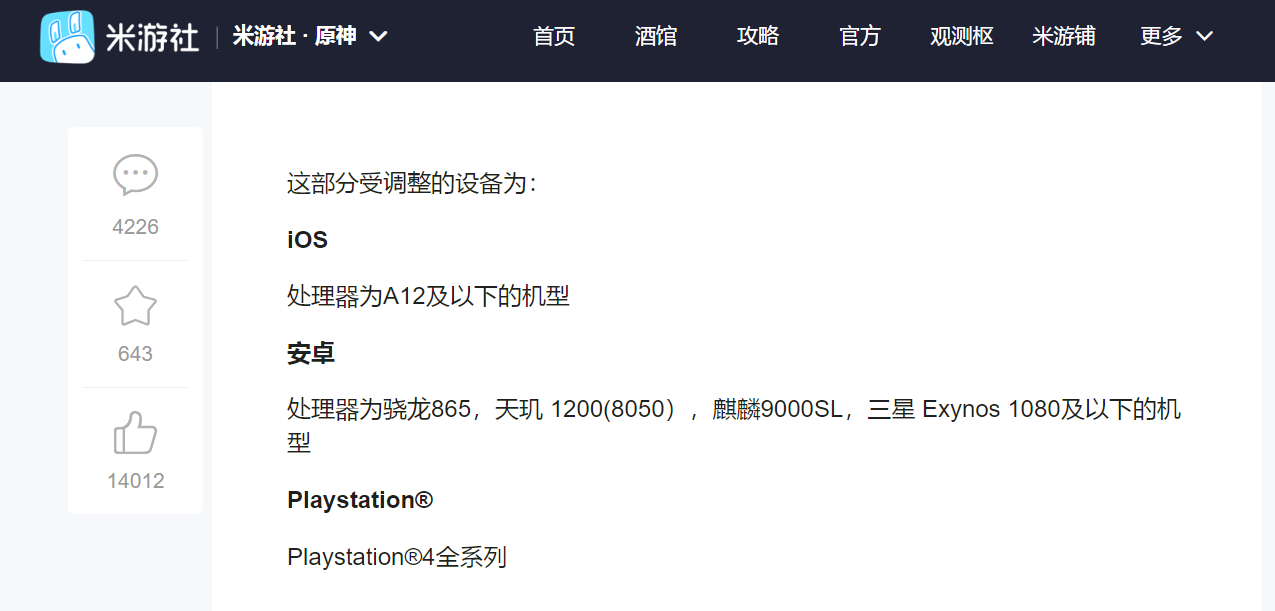 米游社 | 米游社 · 原神 首页 酒馆 攻略 官方 观测枢 米游铺 更多
这部分受调整的设备为：
4226
iOS
处理器为A12及以下的机型
643
安卓
处理器为骁龙865，天玑 1200(8050），麒麟9000SL，三星 Exynos 1080及以下的机
型
14012
Playstation®
Playstation®4全系列